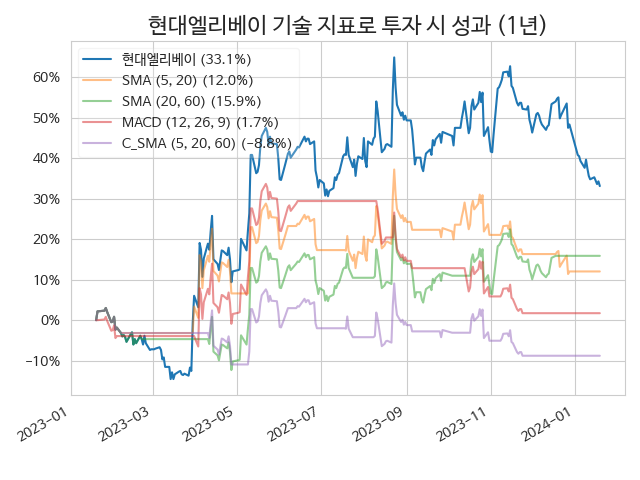 현대엘리베이 기술 지표로 투자 시 성과 (1년)
현대엘리베이 (33.1%)
SMA (5, 20) (12.0%)
SMA (20, 60) (15.9%)
MACD (12, 26, 9) (1.7%)
C_SMA (5, 20, 60) (−8.8%)
60%
50%
40%
30%
20%
10%
0%
−10%
2023-01
2023-03
2023-05
2023-07
2023-09
2023-11
2024-01